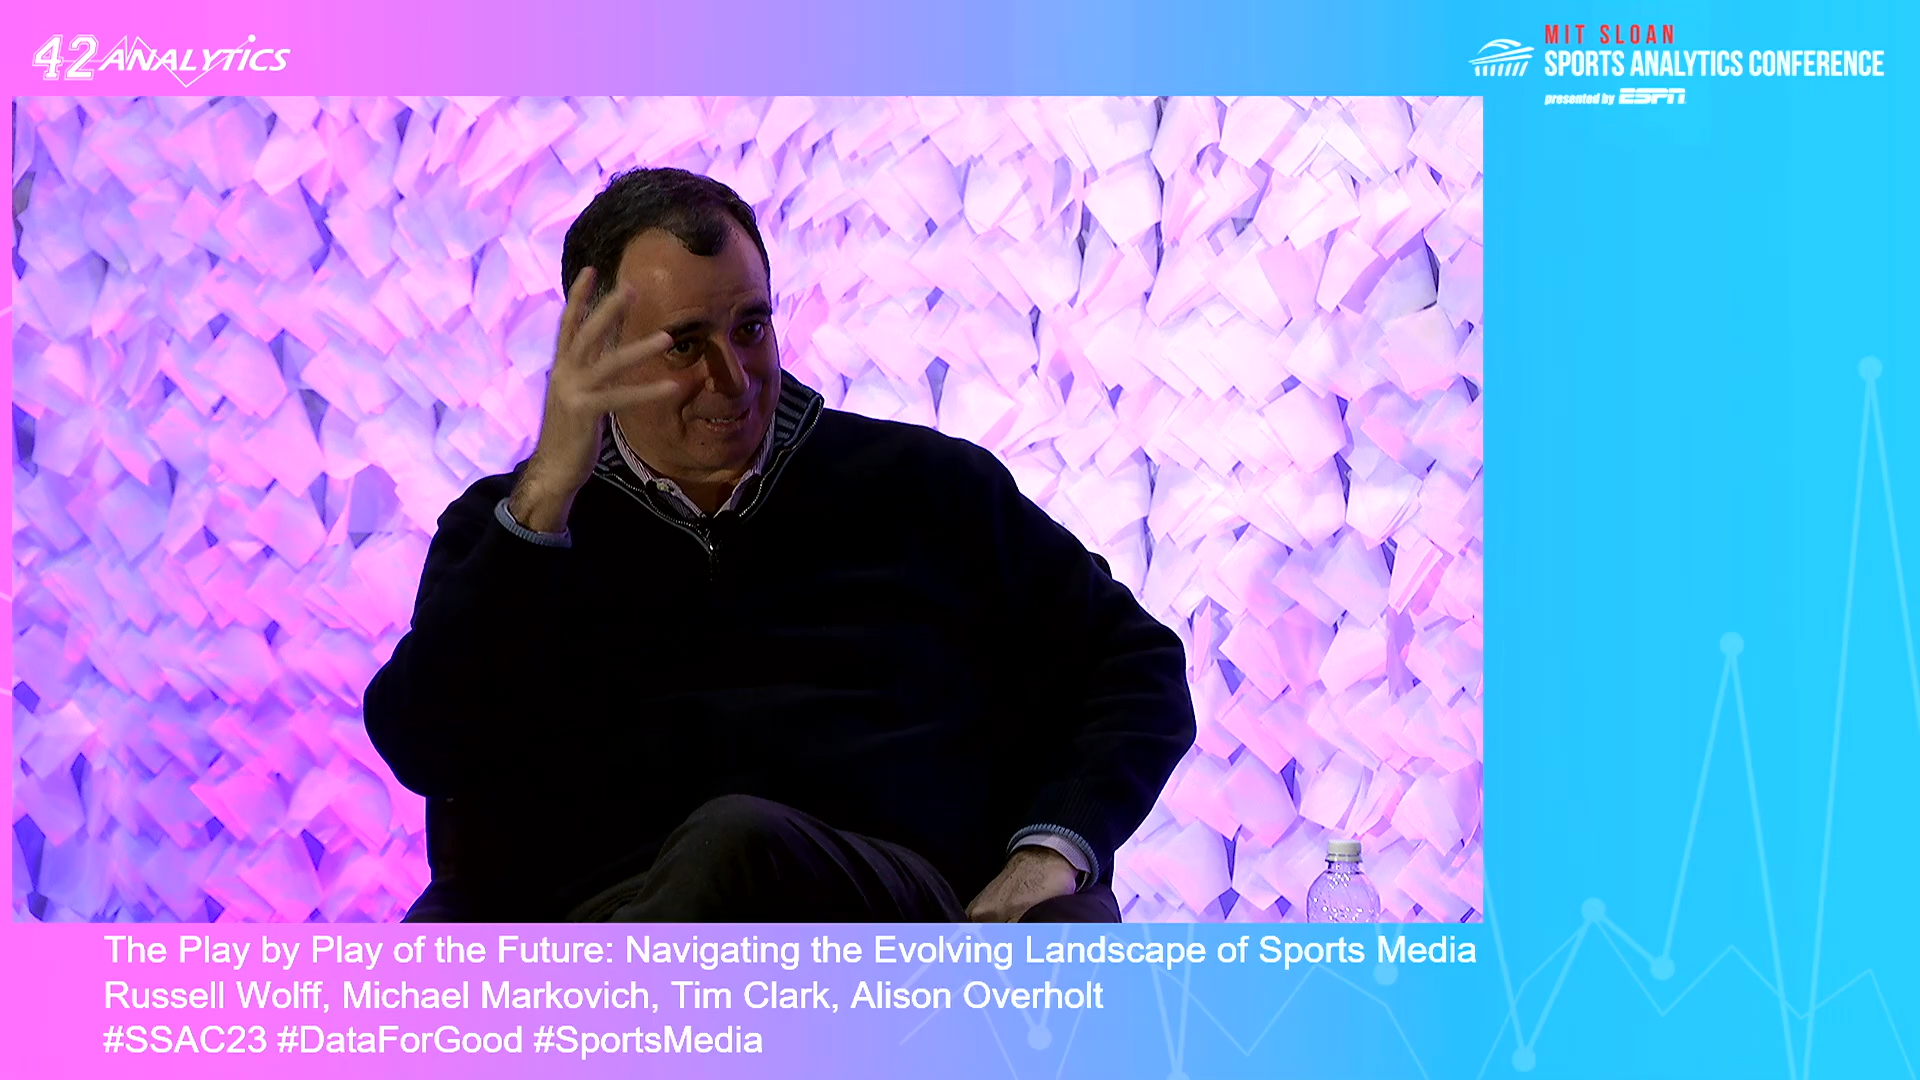 42 ANALYTICS
MIT SLOAN
SPORTS ANALYTICS CONFERENCE
presented by ESPN
The Play by Play of the Future: Navigating the Evolving Landscape of Sports Media
Russell Wolff, Michael Markovich, Tim Clark, Alison Overholt
#SSAC23 #DataForGood #SportsMedia